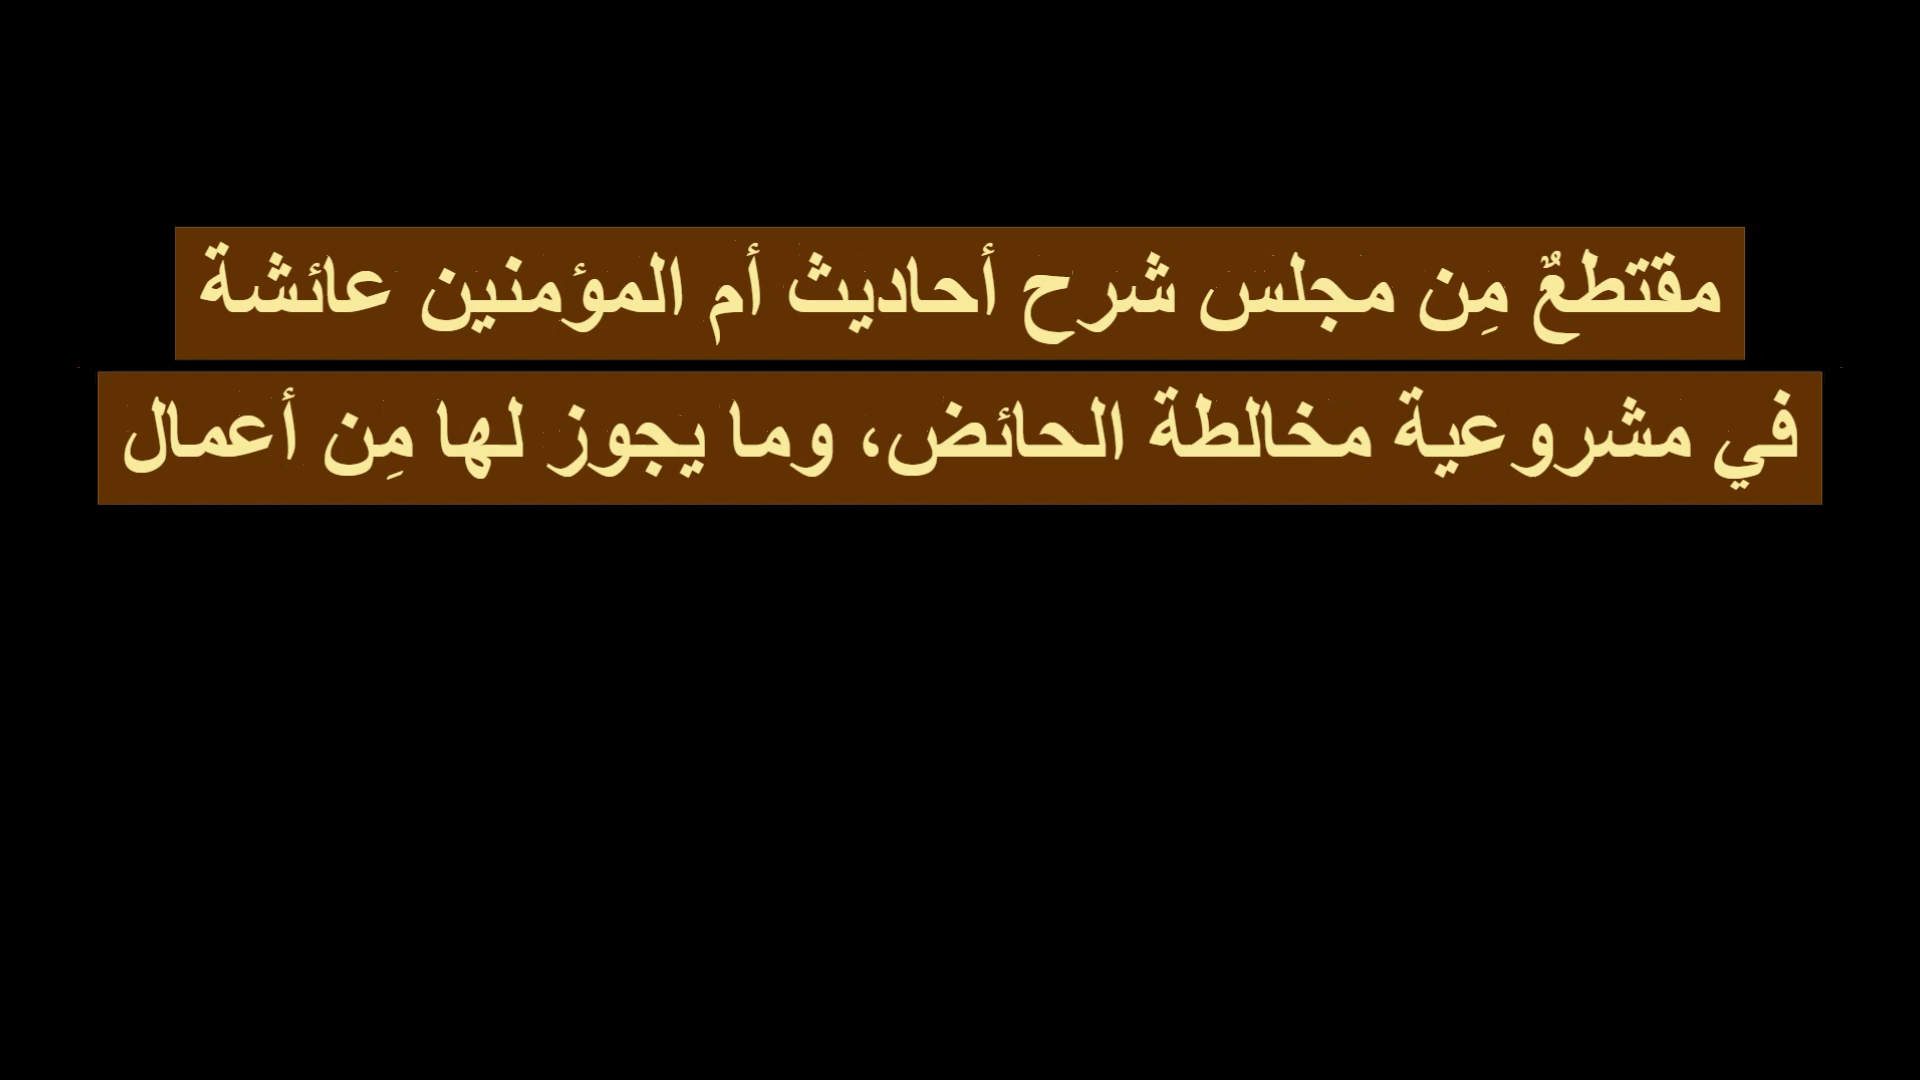 مقتطعٌ مِن مجلس شرح أحاديث أم المؤمنين عائشة
في مشروعية مخالطة الحائض، وما يجوز لها مِن أعمال